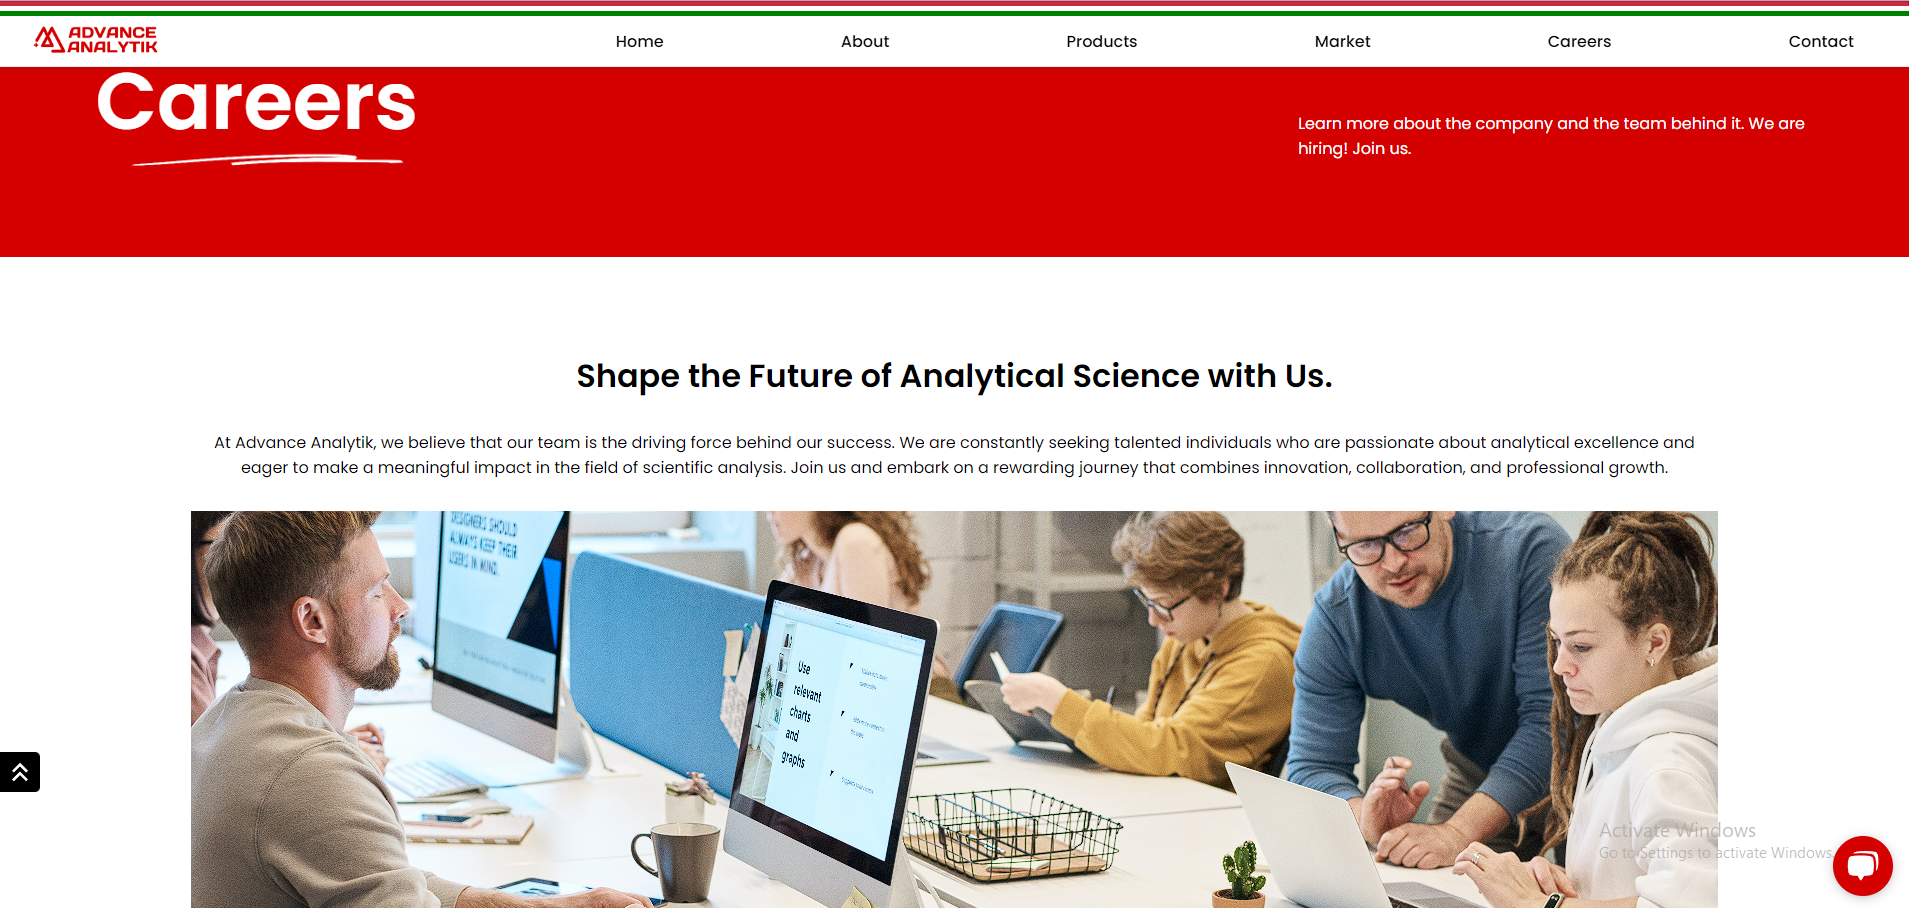 ADVANCE
ANALYTIK
Home
About
Products
Market
Careers
Contact
Careers
Learn more about the company and the team behind it. We are
hiring! Join us.
Shape the Future of Analytical Science with Us.
At Advance Analytik, we believe that our team is the driving force behind our success. We are constantly seeking talented individuals who are passionate about analytical excellence and
eager to make a meaningful impact in the field of scientific analysis. Join us and embark on a rewarding journey that combines innovation, collaboration, and professional growth.
DESIGNERS SHOULD
ALWAYS KEEP THEIR
USERS IN MIND.
Use
relevant
charts
and
graphs
Activate Windows
Go to Settings to activate Windows.